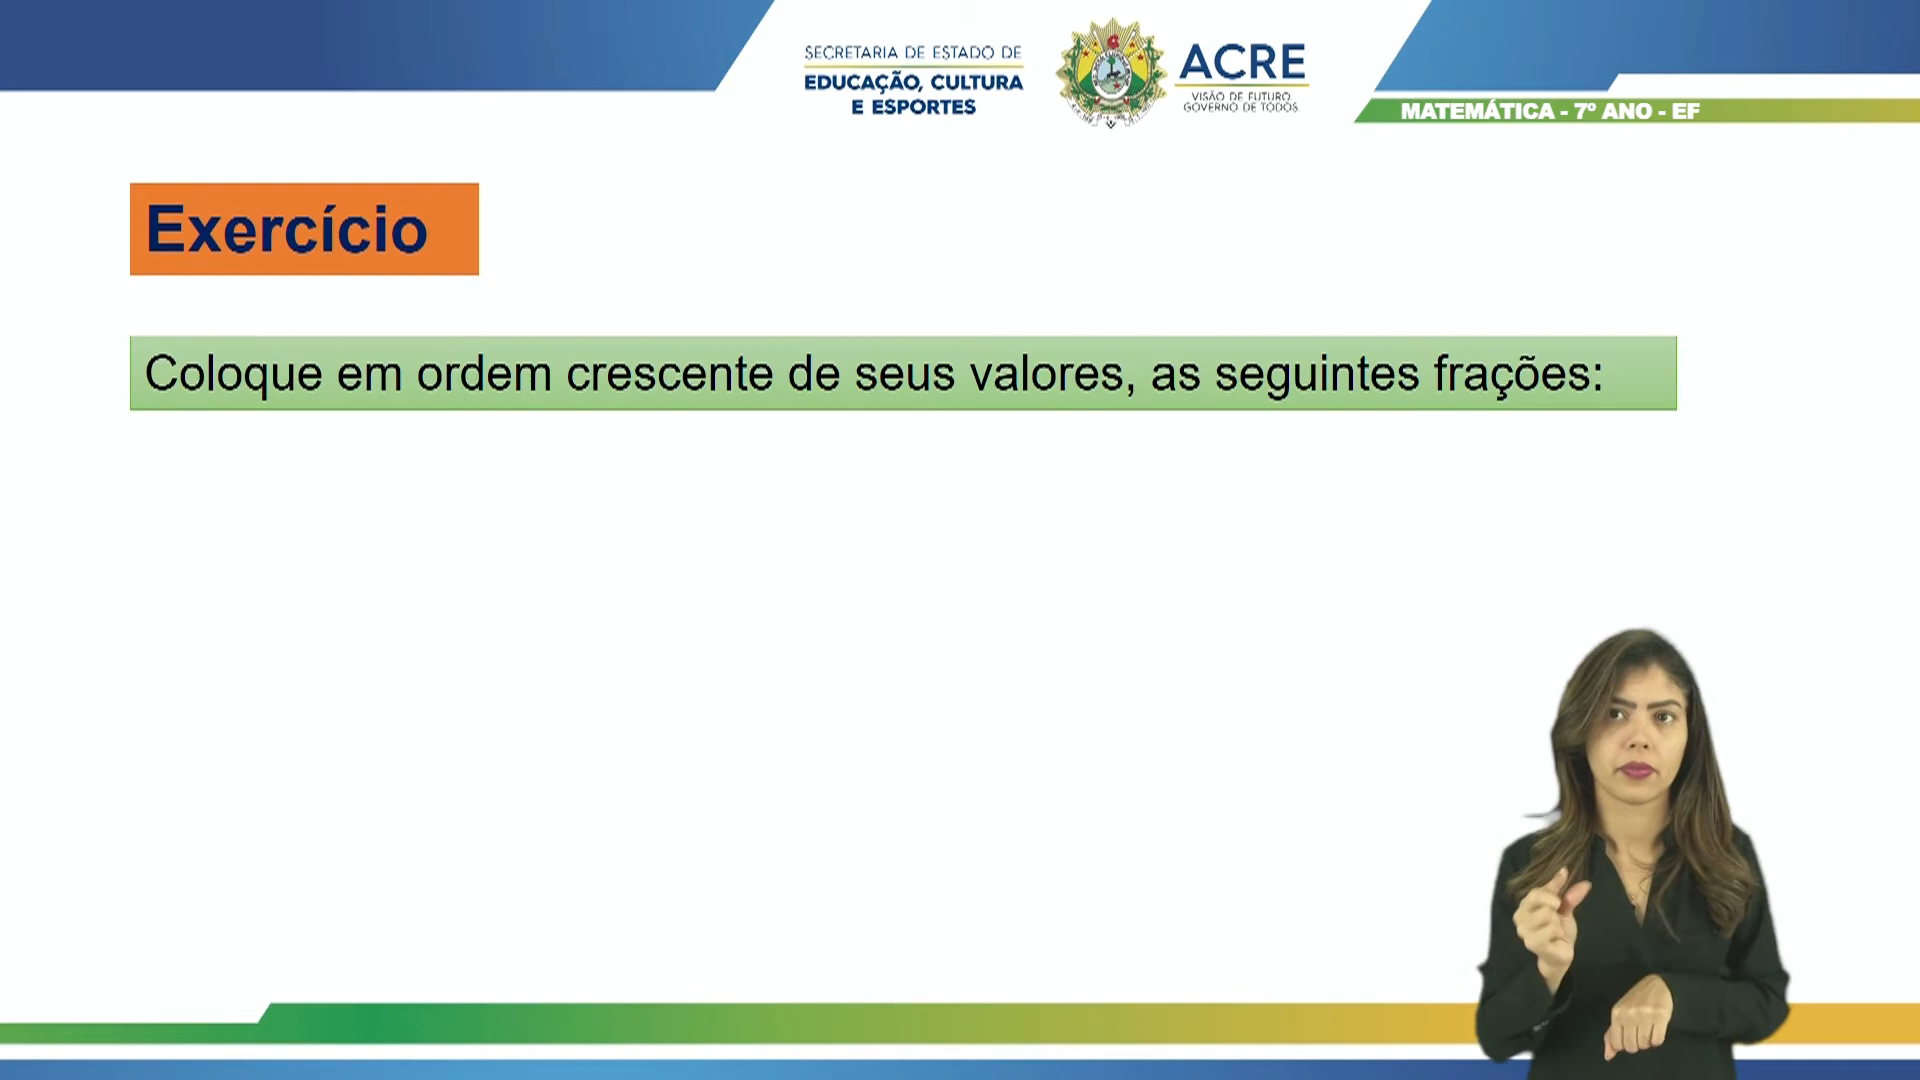 SECRETARIA DE ESTADO DE
EDUCAÇÃO, CULTURA
E ESPORTES
ACRE
VISÃO DE FUTURO
GOVERNO DE TODOS
MATEMÁTICA - 7º ANO - EF
Exercício
Coloque em ordem crescente de seus valores, as seguintes frações: